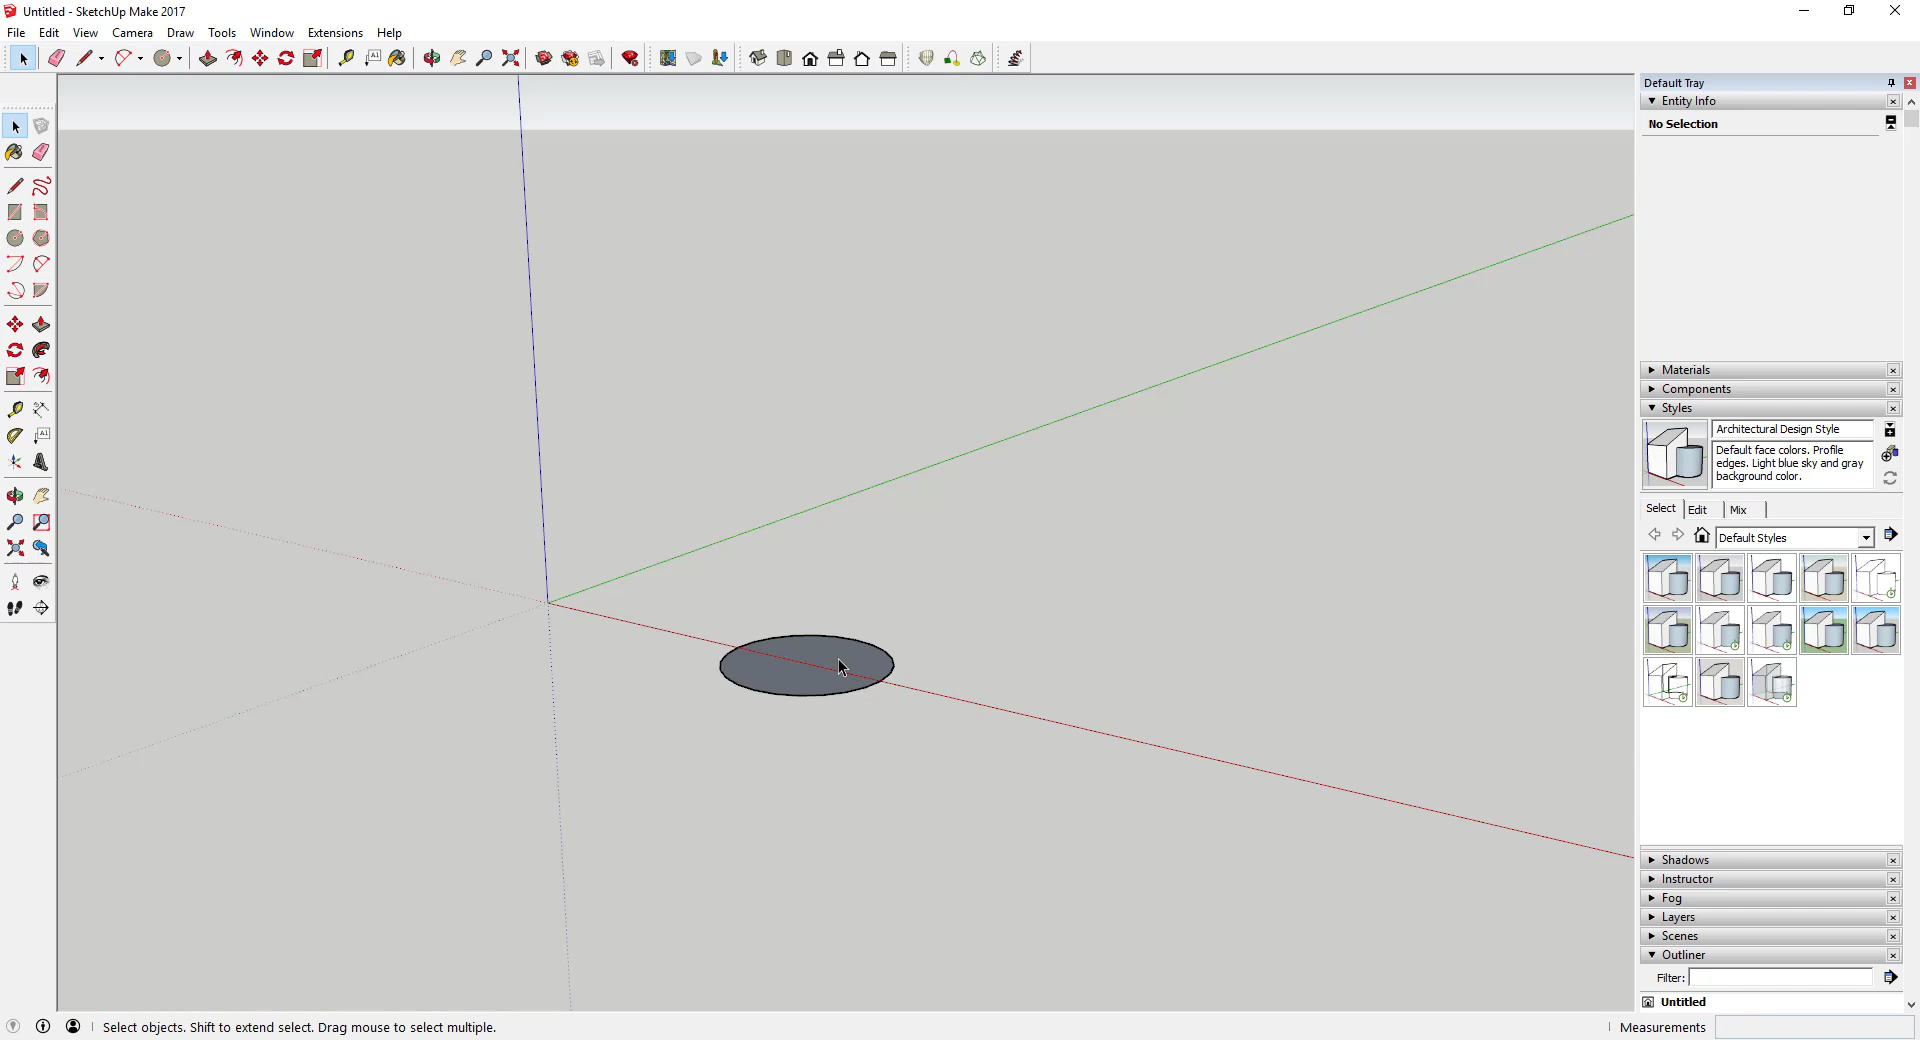 Untitled - SketchUp Make 2017
File Edit View Camera Draw Tools Window Extensions Help
A1
Default Tray
Entity Info
No Selection
A1
Materials
Components
Styles
Architectural Design Style
Default face colors. Profile
edges. Light blue sky and gray
background color.
Select Edit Mix
Default Styles
Shadows
Instructor
Fog
Layers
Scenes
Outliner
Filter:
Untitled
Select objects. Shift to extend select. Drag mouse to select multiple.
Measurements